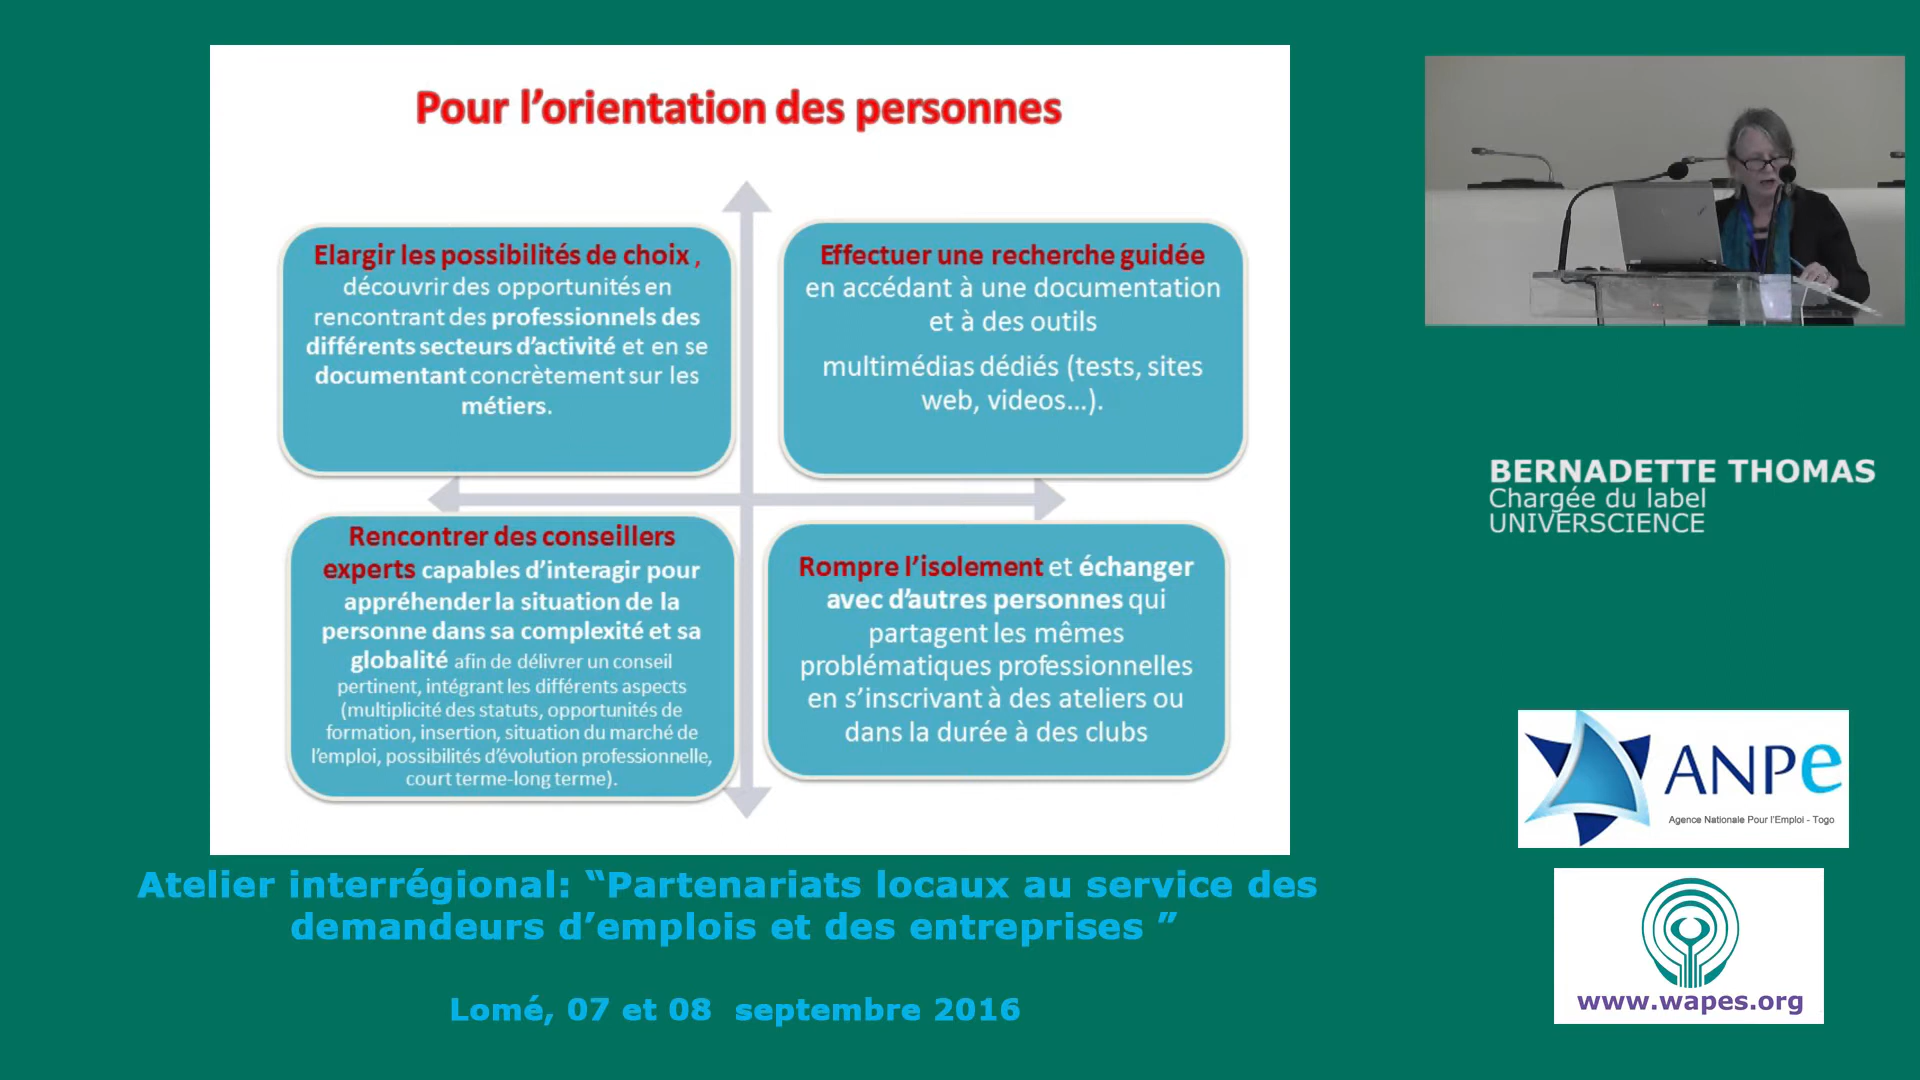 Pour l’orientation des personnes
Elargir les possibilités de choix ,
découvrir des opportunités en
rencontrant des professionnels des
différents secteurs d’activité et en se
documentant concrètement sur les
métiers.
Effectuer une recherche guidée
en accédant à une documentation
et à des outils
multimédias dédiés (tests, sites
web, videos...).
Rencontrer des conseillers
experts capables d’interagir pour
appréhender la situation de la
personne dans sa complexité et sa
globalité afin de délivrer un conseil
pertinent, intégrant les différents aspects
(multiplicité des statuts, opportunités de
formation, insertion, situation du marché de
l’emploi, possibilités d’évolution professionnelle,
court terme-long terme).
Rompre l’isolement et échanger
avec d’autres personnes qui
partagent les mêmes
problématiques professionnelles
en s’inscrivant à des ateliers ou
dans la durée à des clubs
BERNADETTE THOMAS
Chargée du label
UNIVERSCIENCE
ANPe
Agence Nationale Pour l'Emploi - Togo
www.wapes.org
Atelier interrégional: “Partenariats locaux au service des
demandeurs d’emplois et des entreprises ”
Lomé, 07 et 08 septembre 2016